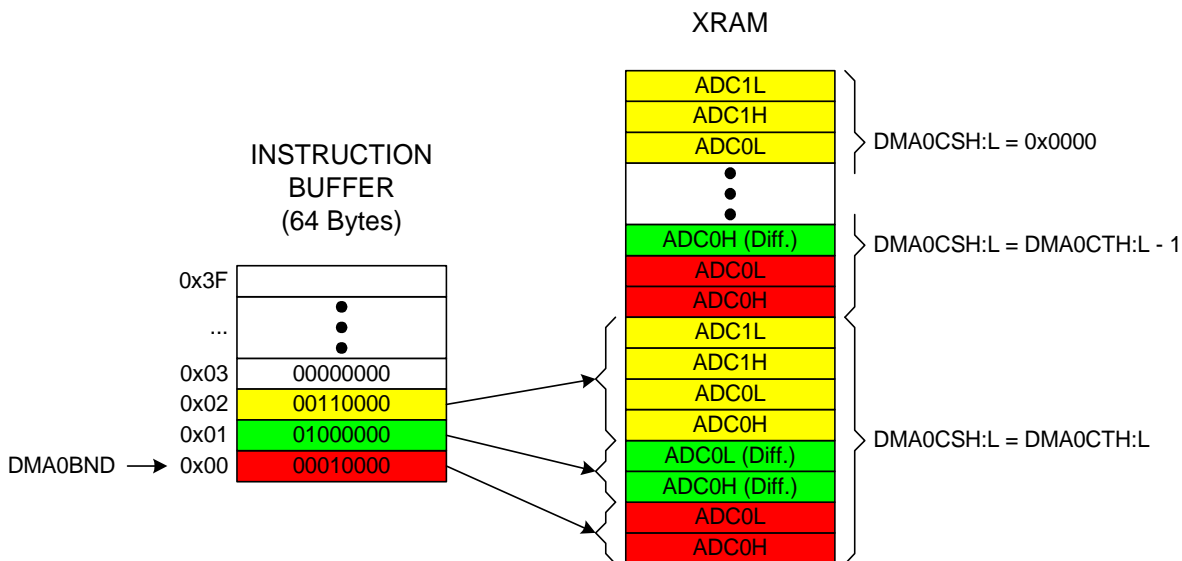 XRAM
ADC1L
ADC1H
ADC0L
DMA0CSH:L = 0x0000
INSTRUCTION
BUFFER
(64 Bytes)
ADC0H (Diff.)
DMA0CSH:L = DMA0CTH:L - 1
ADC0L
ADC0H
0x3F
...
0x03 00000000
0x02 00110000
0x01 01000000
DMA0BND 0x00 00010000
ADC1L
ADC1H
ADC0L
ADC0H
DMA0CSH:L = DMA0CTH:L
ADC0L (Diff.)
ADC0H (Diff.)
ADC0L
ADC0H